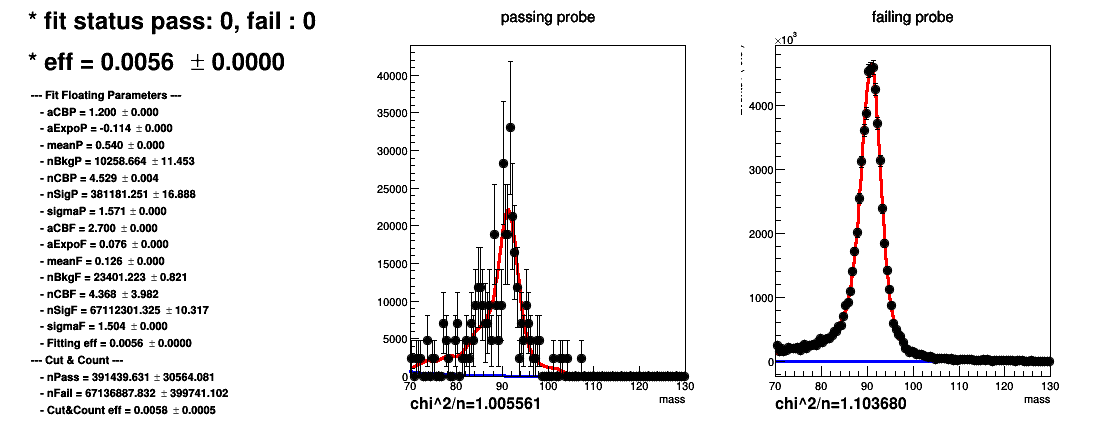 * fit status pass: 0, fail : 0
* eff = 0.0056 ± 0.0000
--- Fit Floating Parameters ---
- aCBP = 1.200 ± 0.000
- aExpoP = -0.114 ± 0.000
- meanP = 0.540 ± 0.000
- nBkgP = 10258.664 ± 11.453
- nCBP = 4.529 ± 0.004
- nSigP = 381181.251 ± 16.888
- sigmaP = 1.571 ± 0.000
- aCBF = 2.700 ± 0.000
- aExpoF = 0.076 ± 0.000
- meanF = 0.126 ± 0.000
- nBkgF = 23401.223 ± 0.821
- nCBF = 4.368 ± 3.982
- nSigF = 67112301.325 ± 10.317
- sigmaF = 1.504 ± 0.000
- Fitting eff = 0.0056 ± 0.0000
--- Cut & Count ---
- nPass = 391439.631 ± 30564.081
- nFail = 67136887.832 ± 399741.102
- Cut&Count eff = 0.0058 ± 0.0005
passing probe
40000
35000
30000
25000
20000
15000
10000
5000
0
70 80 90 100 110 120 130
mass
chi^2/n=1.005561
failing probe
×10³
4000
3000
2000
1000
0
70 80 90 100 110 120 130
mass
chi^2/n=1.103680